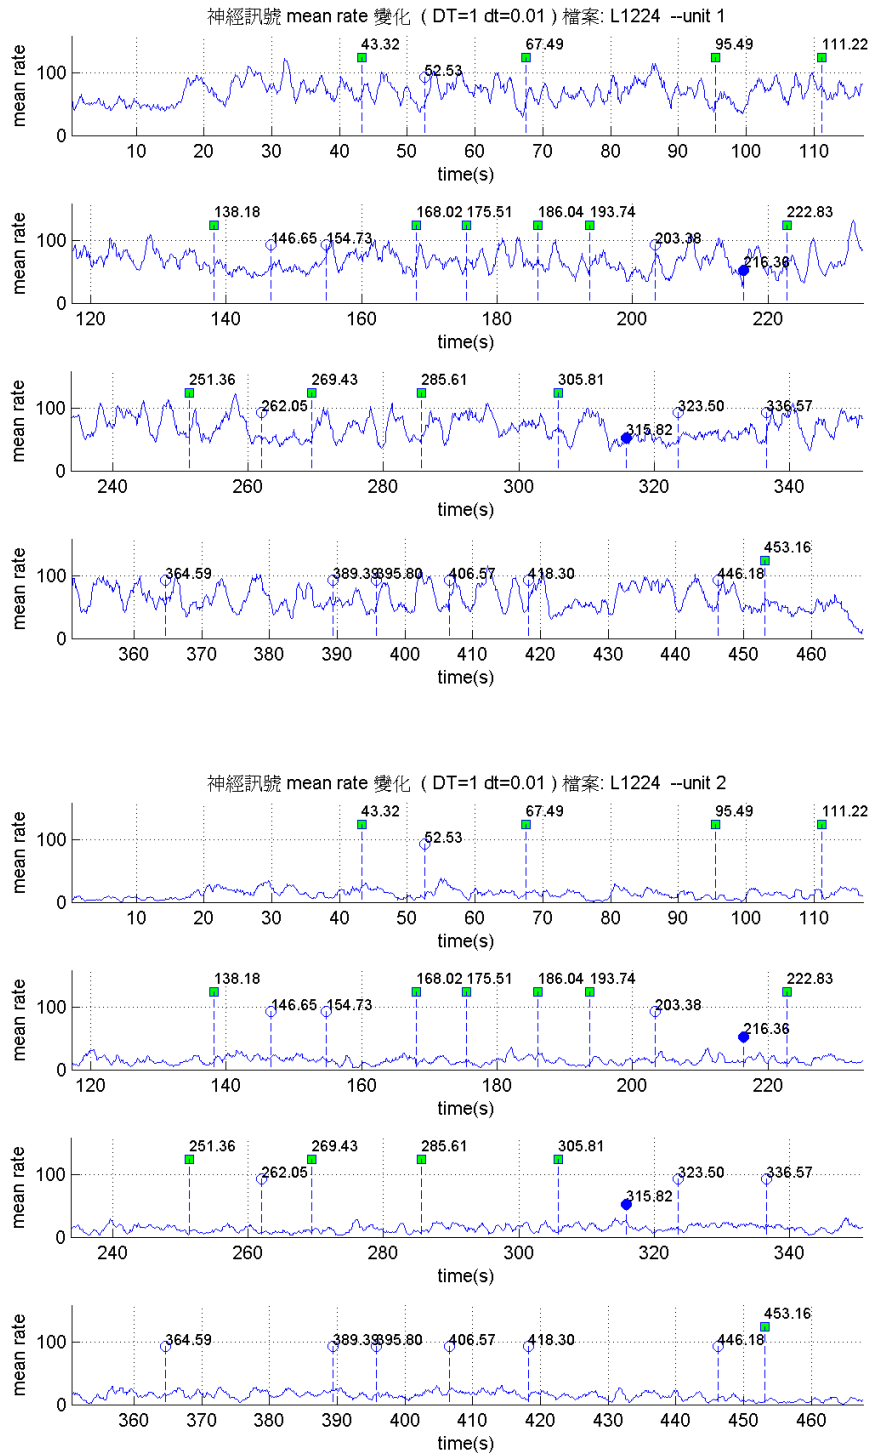 神經訊號 mean rate 變化 ( DT=1 dt=0.01 ) 檔案: L1224 --unit 1
43.32 67.49 95.49 111.22
52.53
100
0
mean rate
10 20 30 40 50 60 70 80 90 100 110
time(s)
138.18 168.02 175.51 186.04 193.74 222.83
146.65 154.73 203.38
216.36
100
0
mean rate
120 140 160 180 200 220
time(s)
251.36 269.43 285.61 305.81
262.05 323.50 336.57
315.82
100
0
mean rate
240 260 280 300 320 340
time(s)
453.16
364.59 389.39 395.80 406.57 418.30 446.18
100
0
mean rate
360 370 380 390 400 410 420 430 440 450 460
time(s)
神經訊號 mean rate 變化 ( DT=1 dt=0.01 ) 檔案: L1224 --unit 2
43.32 67.49 95.49 111.22
52.53
100
0
mean rate
10 20 30 40 50 60 70 80 90 100 110
time(s)
138.18 168.02 175.51 186.04 193.74 222.83
146.65 154.73 203.38
216.36
100
0
mean rate
120 140 160 180 200 220
time(s)
251.36 269.43 285.61 305.81
262.05 323.50 336.57
315.82
100
0
mean rate
240 260 280 300 320 340
time(s)
453.16
364.59 389.39 395.80 406.57 418.30 446.18
100
0
mean rate
360 370 380 390 400 410 420 430 440 450 460
time(s)